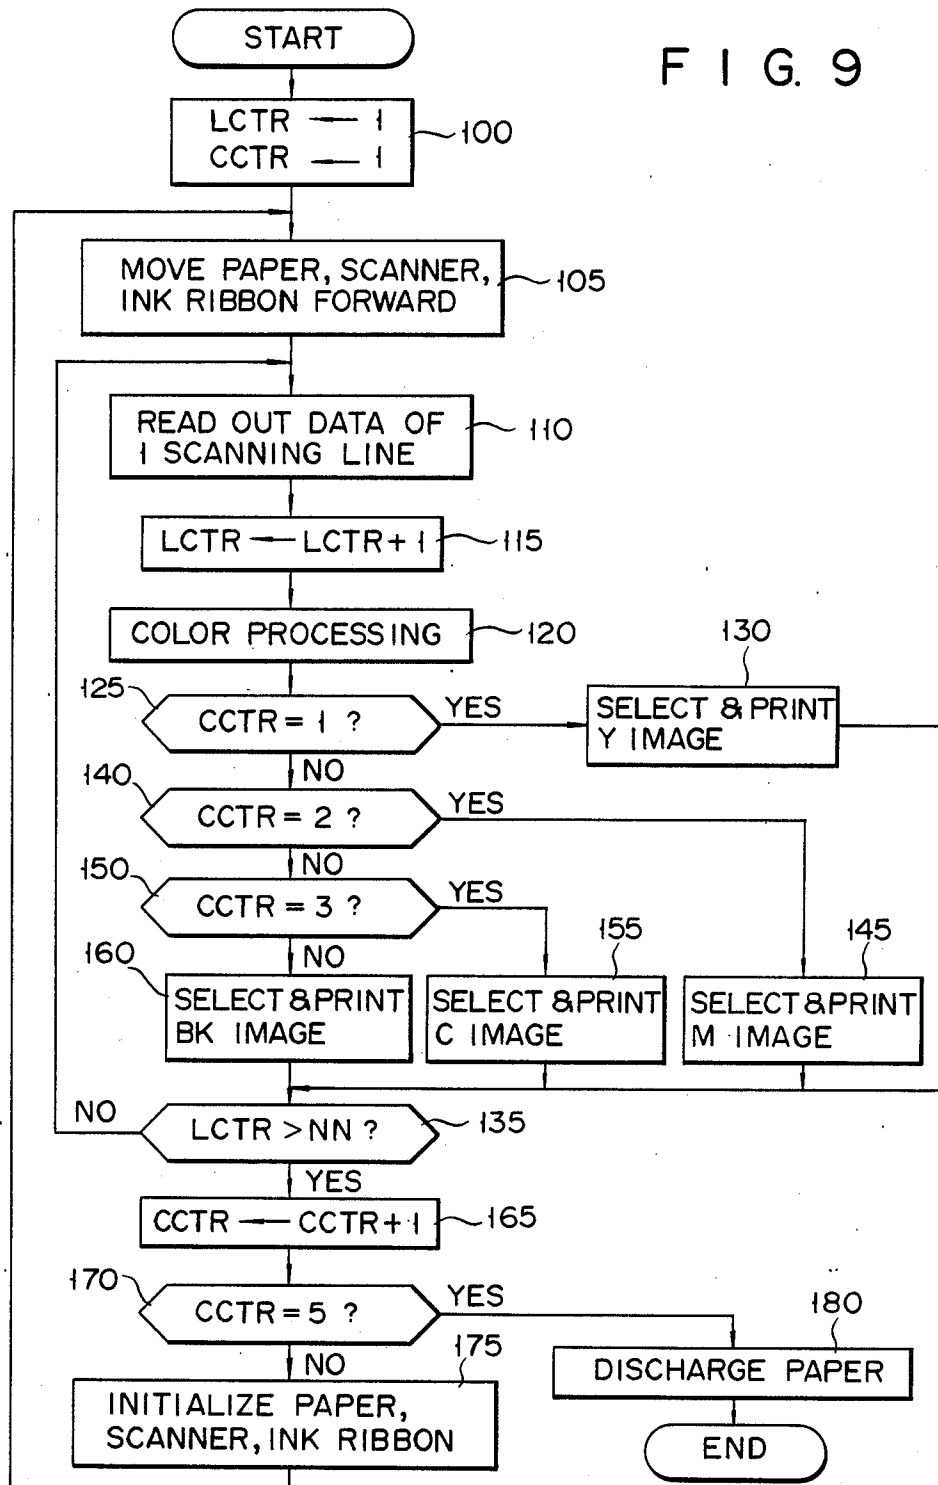 START
F I G. 9
LCTR ← 1
CCTR ← 1
100
MOVE PAPER, SCANNER,
INK RIBBON FORWARD
105
READ OUT DATA OF
1 SCANNING LINE
110
LCTR ← LCTR + 1
115
COLOR PROCESSING
120
125
CCTR = 1 ?
YES
130
SELECT & PRINT
Y IMAGE
NO
140
CCTR = 2 ?
YES
NO
150
CCTR = 3 ?
YES
NO
160
SELECT & PRINT
BK IMAGE
155
SELECT & PRINT
C IMAGE
145
SELECT & PRINT
M IMAGE
NO
LCTR > NN ?
135
YES
CCTR ← CCTR + 1
165
170
CCTR = 5 ?
YES
180
DISCHARGE PAPER
END
NO
175
INITIALIZE PAPER,
SCANNER, INK RIBBON